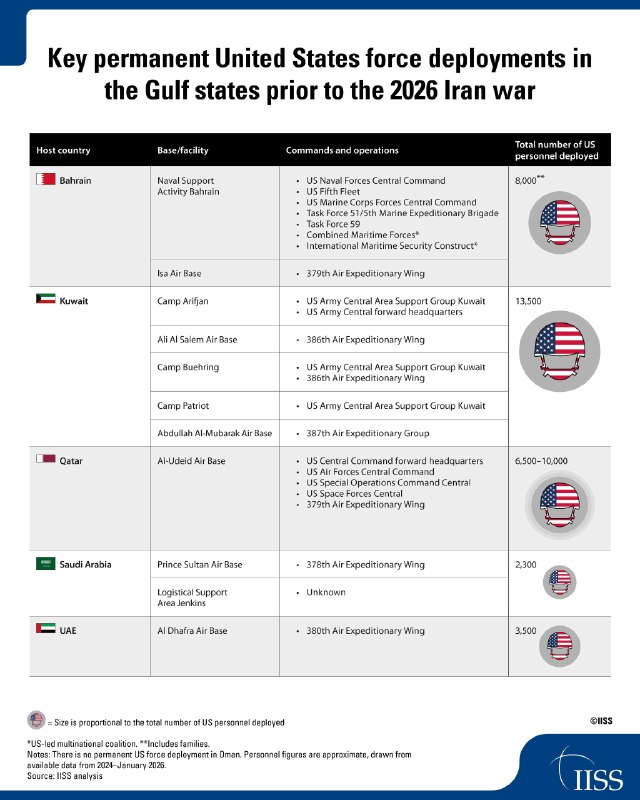 Key permanent United States force deployments in
the Gulf states prior to the 2026 Iran war
Host country
Base/facility
Commands and operations
Total number of US
personnel deployed
Bahrain
Naval Support
Activity Bahrain
• US Naval Forces Central Command
• US Fifth Fleet
• US Marine Corps Forces Central Command
• Task Force 51/5th Marine Expeditionary Brigade
• Task Force 59
• Combined Maritime Forces*
• International Maritime Security Construct*
8,000**
Isa Air Base
• 379th Air Expeditionary Wing
Kuwait
Camp Arifjan
• US Army Central Area Support Group Kuwait
• US Army Central forward headquarters
13,500
Ali Al Salem Air Base
• 386th Air Expeditionary Wing
Camp Buehring
• US Army Central Area Support Group Kuwait
• 386th Air Expeditionary Wing
Camp Patriot
• US Army Central Area Support Group Kuwait
Abdullah Al-Mubarak Air Base
• 387th Air Expeditionary Group
Qatar
Al-Udeid Air Base
• US Central Command forward headquarters
• US Air Forces Central Command
• US Special Operations Command Central
• US Space Forces Central
• 379th Air Expeditionary Wing
6,500–10,000
Saudi Arabia
Prince Sultan Air Base
• 378th Air Expeditionary Wing
2,300
Logistical Support
Area Jenkins
• Unknown
UAE
Al Dhafra Air Base
• 380th Air Expeditionary Wing
3,500
= Size is proportional to the total number of US personnel deployed
©IISS
*US-led multinational coalition. **Includes families.
Notes: There is no permanent US force deployment in Oman. Personnel figures are approximate, drawn from
available data from 2024–January 2026.
Source: IISS analysis
IISS